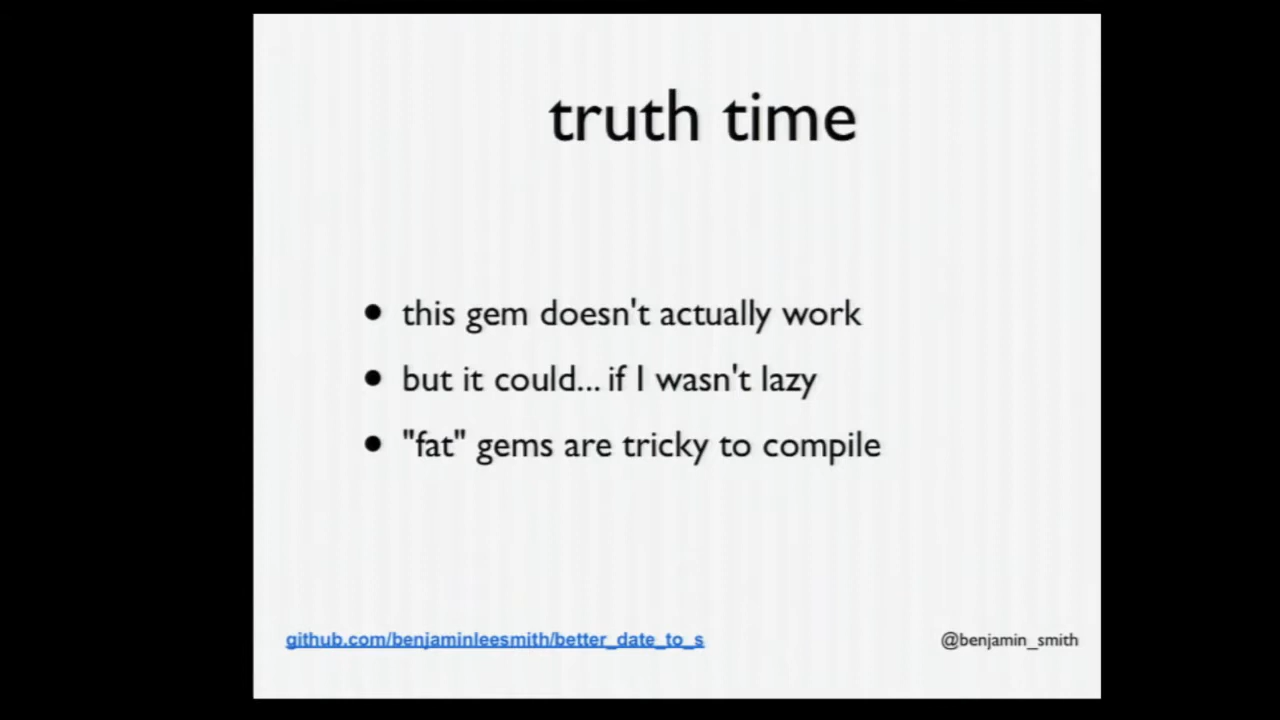 truth time
this gem doesn't actually work
but it could... if I wasn't lazy
"fat" gems are tricky to compile
github.com/benjaminleesmith/better_date_to_s
@benjamin_smith